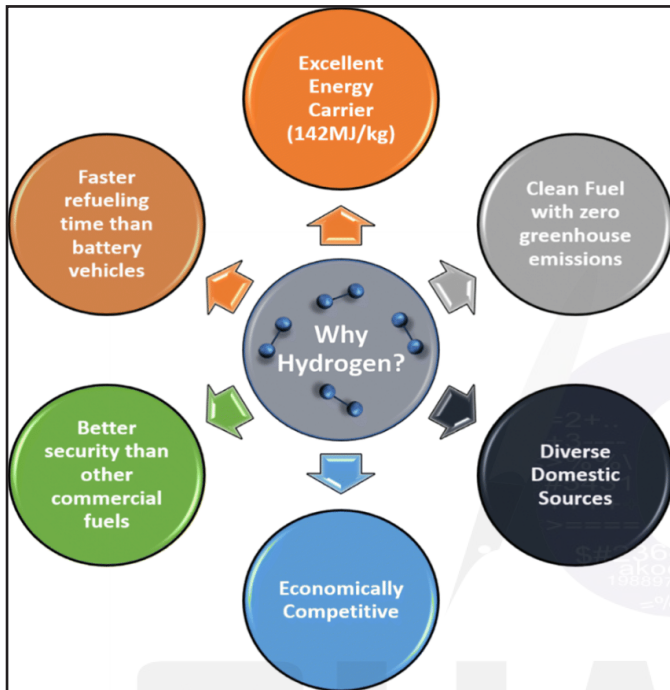 Excellent
Energy
Carrier
(142MJ/kg)
Faster
refueling
time than
battery
vehicles
Clean Fuel
with zero
greenhouse
emissions
Why
Hydrogen?
Better
security than
other
commercial
fuels
Diverse
Domestic
Sources
Economically
Competitive